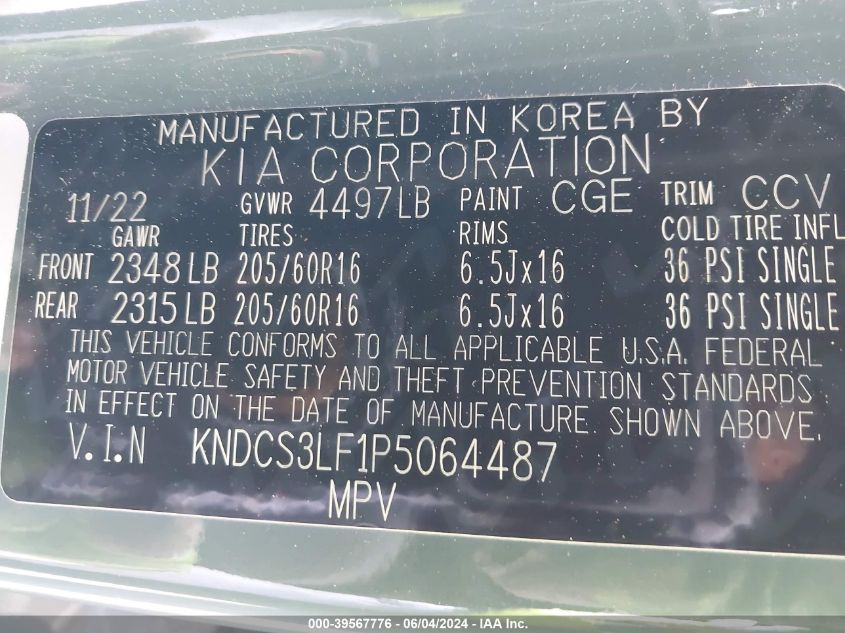 MANUFACTURED IN KOREA BY
KIA CORPORATION
11/22 GVWR 4497LB PAINT CGE TRIM CCV
GAWR TIRES RIMS COLD TIRE INFL
FRONT 2348LB 205/60R16 6.5Jx16 36 PSI SINGLE
REAR 2315LB 205/60R16 6.5Jx16 36 PSI SINGLE
THIS VEHICLE CONFORMS TO ALL APPLICABLE U.S.A. FEDERAL
MOTOR VEHICLE SAFETY AND THEFT PREVENTION STANDARDS
IN EFFECT ON THE DATE OF MANUFACTURE SHOWN ABOVE.
V.I.N KNDCS3LF1P5064487
MPV
000-39567776 - 06/04/2024 - IAA Inc.